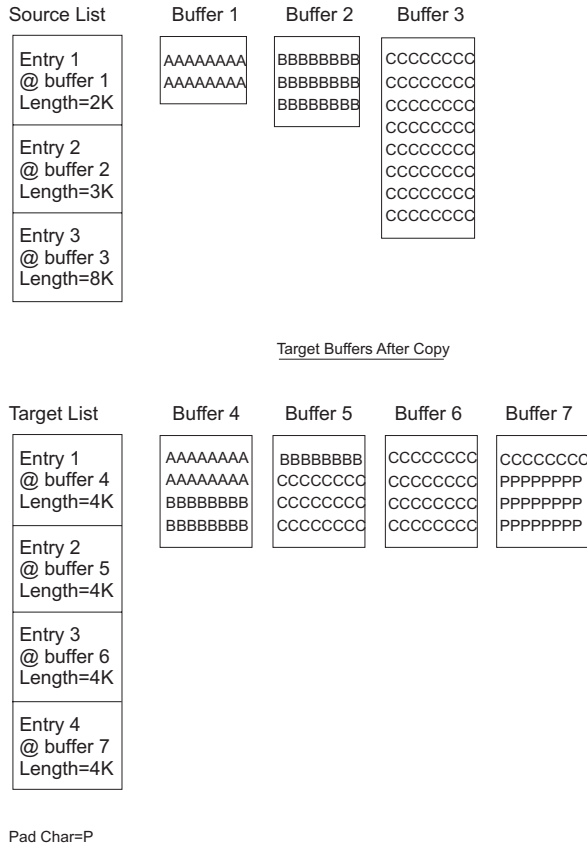 Source List
Buffer 1
Buffer 2
Buffer 3
Entry 1
@ buffer 1
Length=2K
Entry 2
@ buffer 2
Length=3K
Entry 3
@ buffer 3
Length=8K
AAAAAAAA
AAAAAAAA
BBBBBBBB
BBBBBBBB
BBBBBBBB
CCCCCCCC
CCCCCCCC
CCCCCCCC
CCCCCCCC
CCCCCCCC
CCCCCCCC
CCCCCCCC
CCCCCCCC
Target Buffers After Copy
Target List
Buffer 4
Buffer 5
Buffer 6
Buffer 7
Entry 1
@ buffer 4
Length=4K
Entry 2
@ buffer 5
Length=4K
Entry 3
@ buffer 6
Length=4K
Entry 4
@ buffer 7
Length=4K
AAAAAAAA
AAAAAAAA
BBBBBBBB
BBBBBBBB
BBBBBBBB
CCCCCCCC
CCCCCCCC
CCCCCCCC
CCCCCCCC
CCCCCCCC
CCCCCCCC
CCCCCCCC
CCCCCCCC
PPPPPPPP
PPPPPPPP
PPPPPPPP
Pad Char=P